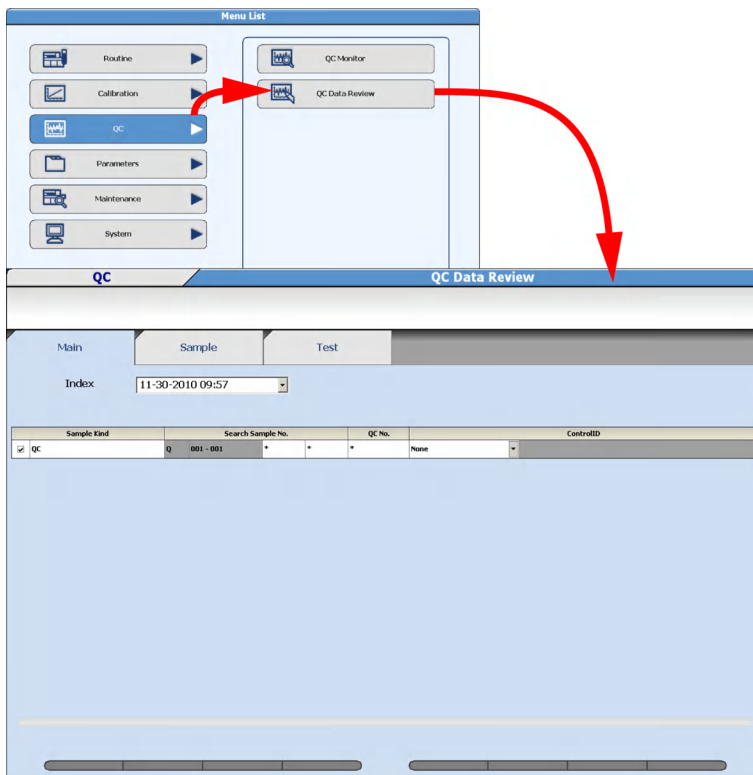 Menu List
Routine
QC Monitor
Calibration
QC Data Review
QC
Parameters
Maintenance
System
QC
QC Data Review
Main
Sample
Test
Index
11-30-2010 09:57
Sample Kind
Search Sample No.
QC No.
ControlID
QC
Q
001 - 001
*
*
*
None